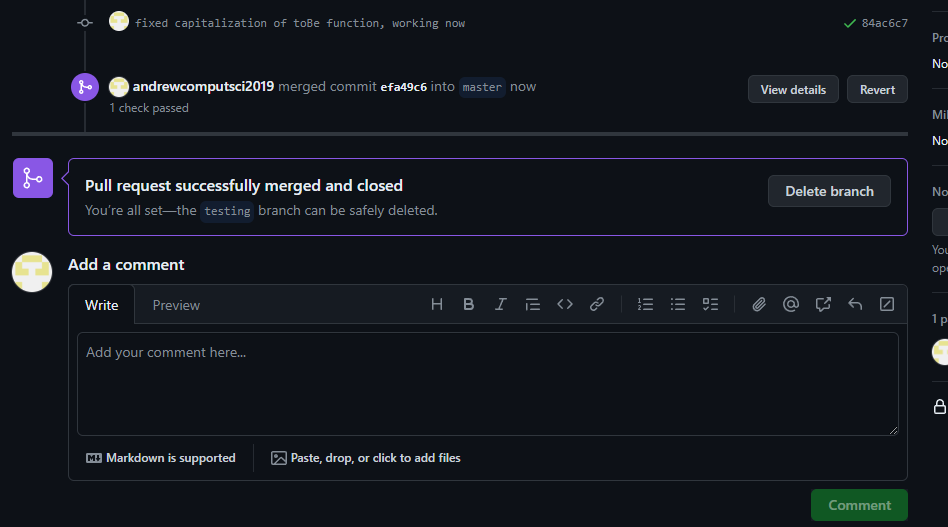 fixed capitalization of toBe function, working now 84ac6c7
andrewcomputsci2019 merged commit efa49c6 into master now View details Revert
1 check passed
Pull request successfully merged and closed
You're all set—the testing branch can be safely deleted.
Delete branch
Add a comment
Write Preview
Add your comment here...
Markdown is supported Paste, drop, or click to add files
Comment
Pro
No
Mil
No
No
You
ope
1 p